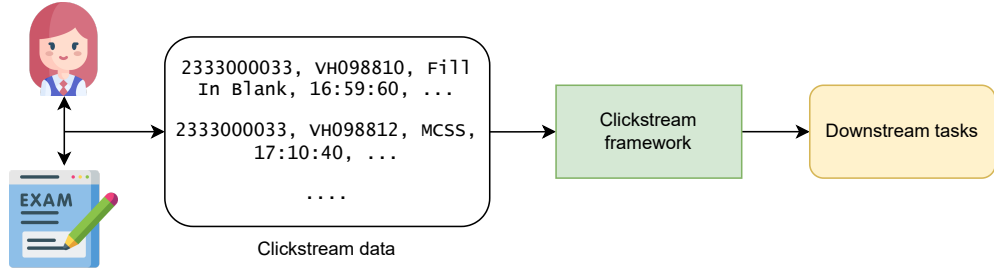 2333000033, VH098810, Fill
In Blank, 16:59:60, ...
2333000033, VH098812, MCSS,
17:10:40, ...
....
Clickstream data
EXAM
Clickstream
framework
Downstream tasks